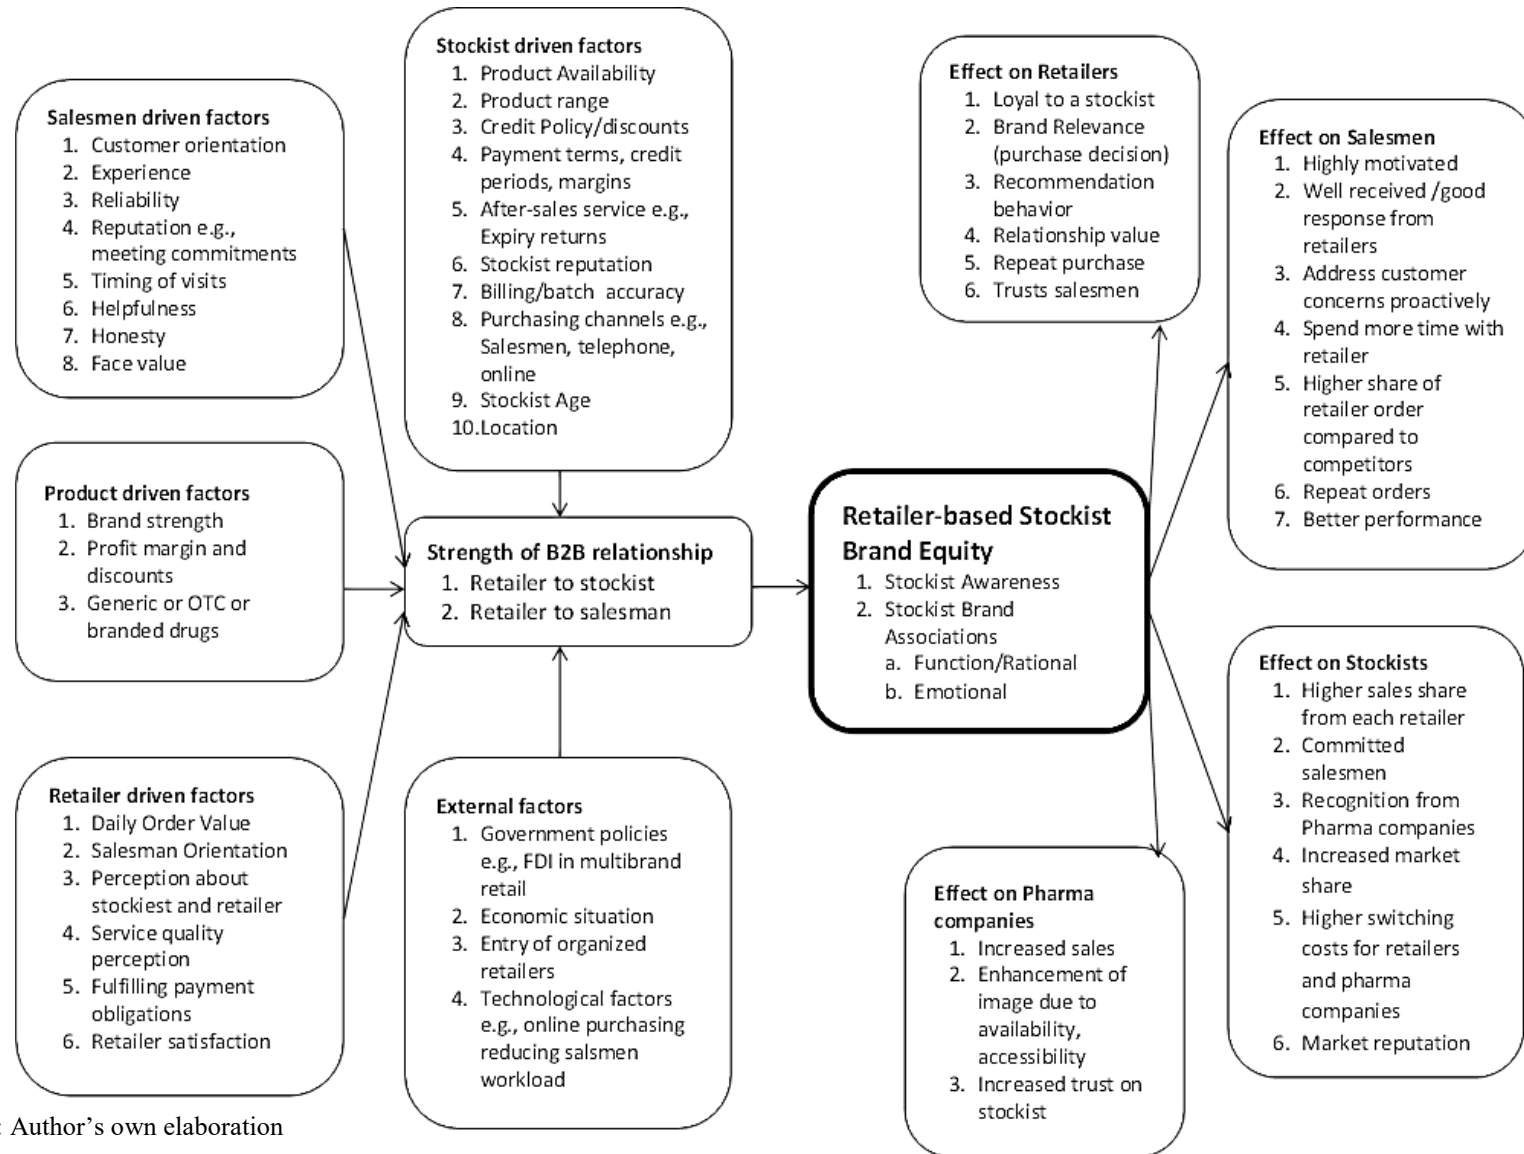 Salesmen driven factors
1. Customer orientation
2. Experience
3. Reliability
4. Reputation e.g.,
meeting commitments
5. Timing of visits
6. Helpfulness
7. Honesty
8. Face value
Product driven factors
1. Brand strength
2. Profit margin and
discounts
3. Generic or OTC or
branded drugs
Retailer driven factors
1. Daily Order Value
2. Salesman Orientation
3. Perception about
stockiest and retailer
4. Service quality
perception
5. Fulfilling payment
obligations
6. Retailer satisfaction
Stockist driven factors
1. Product Availability
2. Product range
3. Credit Policy/discounts
4. Payment terms, credit
periods, margins
5. After-sales service e.g.,
Expiry returns
6. Stockist reputation
7. Billing/batch accuracy
8. Purchasing channels e.g.,
Salesmen, telephone,
online
9. Stockist Age
10.Location
Strength of B2B relationship
1. Retailer to stockist
2. Retailer to salesman
External factors
1. Government policies
e.g., FDI in multibrand
retail
2. Economic situation
3. Entry of organized
retailers
4. Technological factors
e.g., online purchasing
reducing salsmen
workload
Retailer-based Stockist
Brand Equity
1. Stockist Awareness
2. Stockist Brand
Associations
a. Function/Rational
b. Emotional
Effect on Retailers
1. Loyal to a stockist
2. Brand Relevance
(purchase decision)
3. Recommendation
behavior
4. Relationship value
5. Repeat purchase
6. Trusts salesmen
Effect on Salesmen
1. Highly motivated
2. Well received /good
response from
retailers
3. Address customer
concerns proactively
4. Spend more time with
retailer
5. Higher share of
retailer order
compared to
competitors
6. Repeat orders
7. Better performance
Effect on Stockists
1. Higher sales share
from each retailer
2. Committed
salesmen
3. Recognition from
Pharma companies
4. Increased market
share
5. Higher switching
costs for retailers
and pharma
companies
6. Market reputation
Effect on Pharma
companies
1. Increased sales
2. Enhancement of
image due to
availability,
accessibility
3. Increased trust on
stockist
: Author's own elaboration